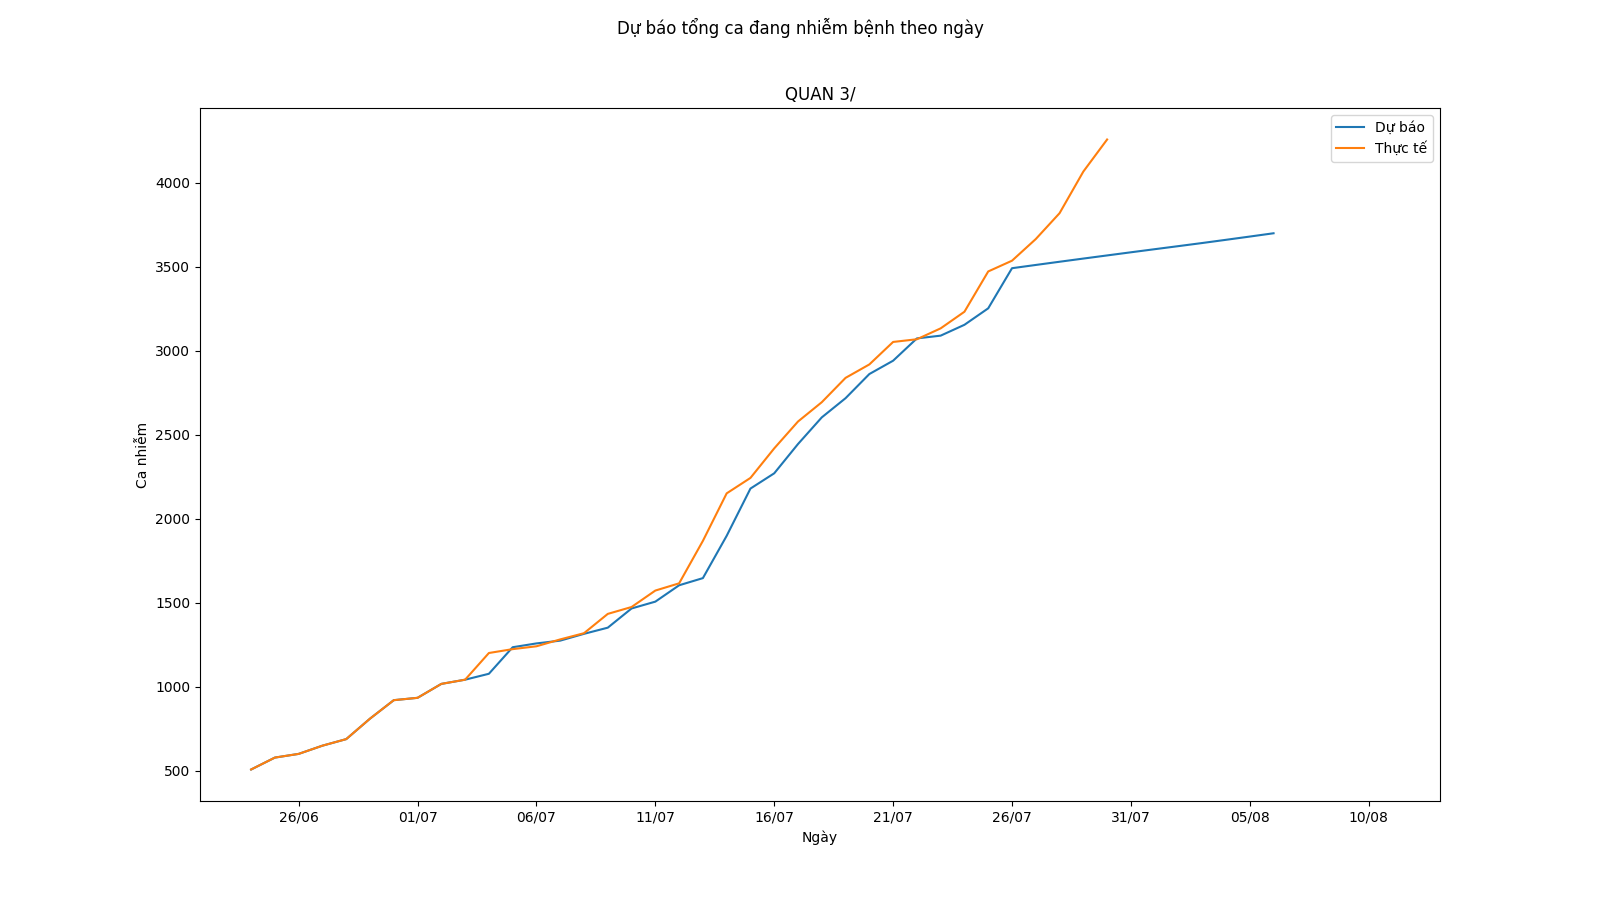 Dự báo tổng ca đang nhiễm bệnh theo ngày
QUAN 3/
Dự báo
Thực tế
4000
3500
3000
2500
2000
1500
1000
500
Ca nhiễm
26/06 01/07 06/07 11/07 16/07 21/07 26/07 31/07 05/08 10/08
Ngày